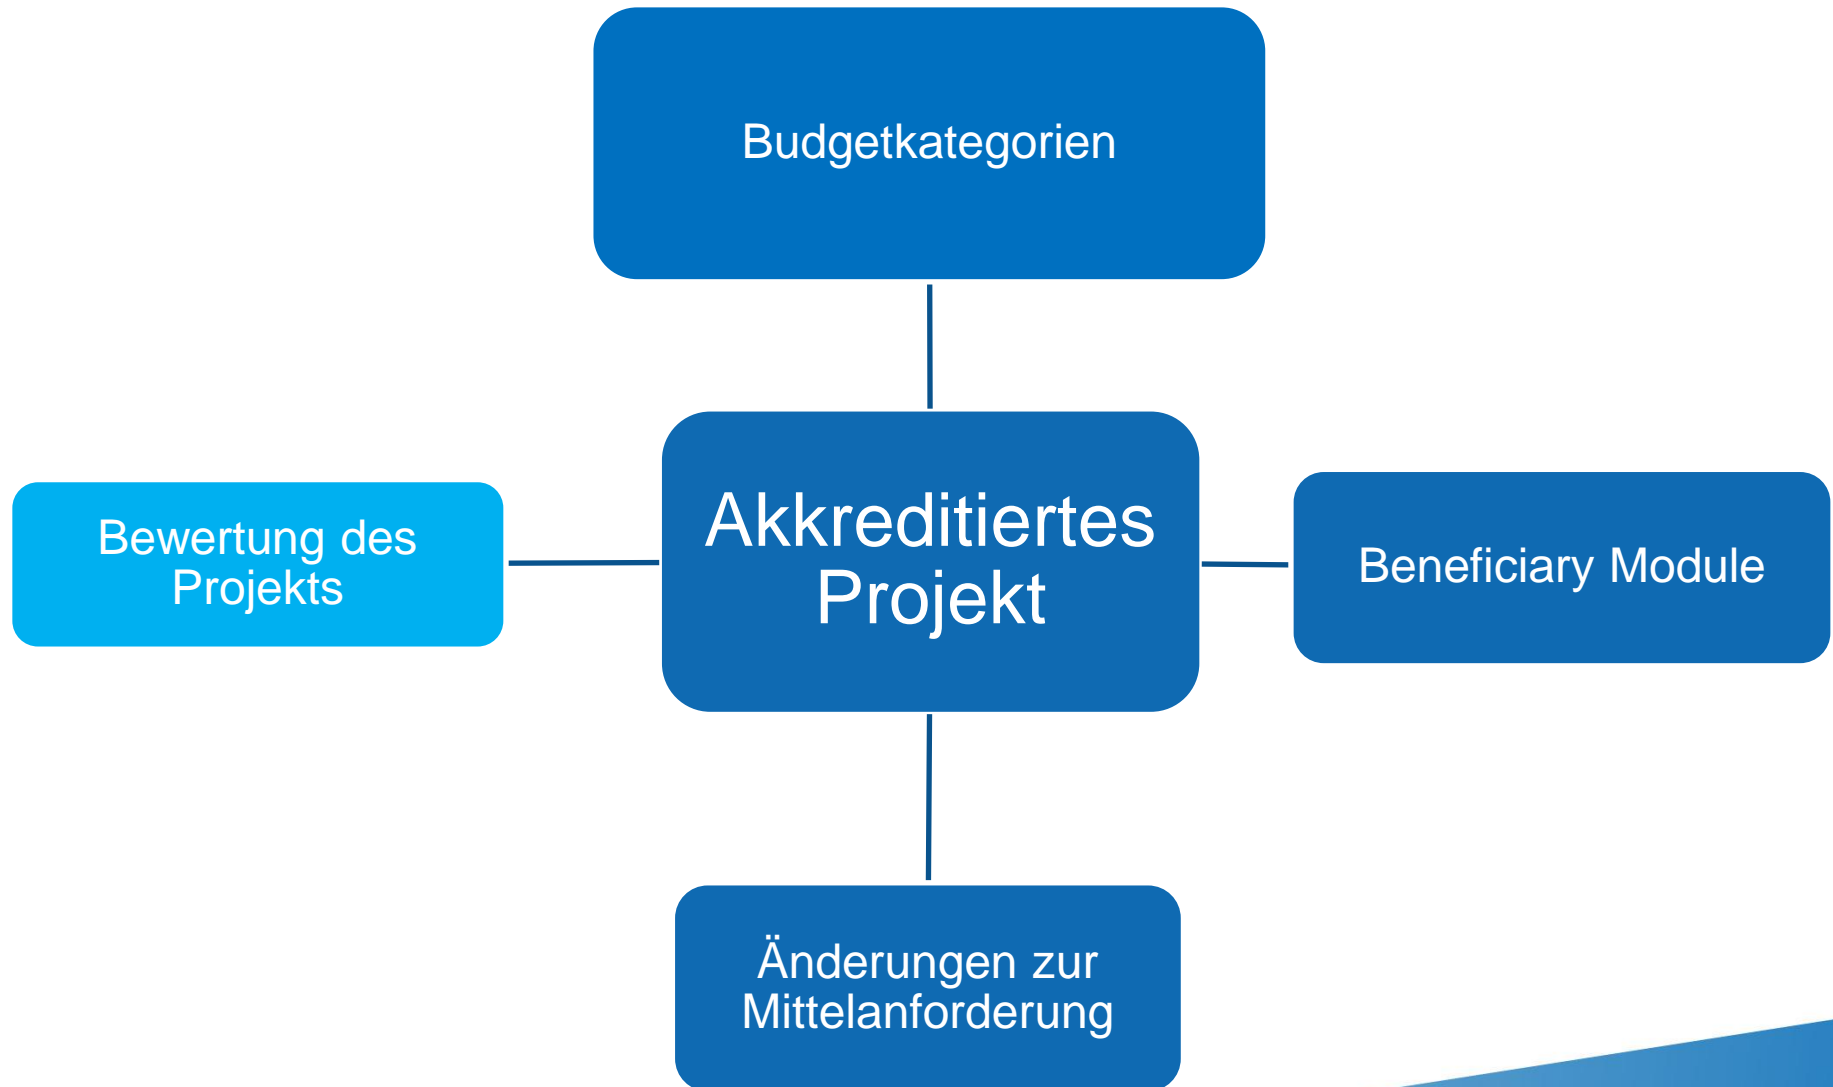 Budgetkategorien
Bewertung des
Projekts
Akkreditiertes
Projekt
Beneficiary Module
Änderungen zur
Mittelanforderung